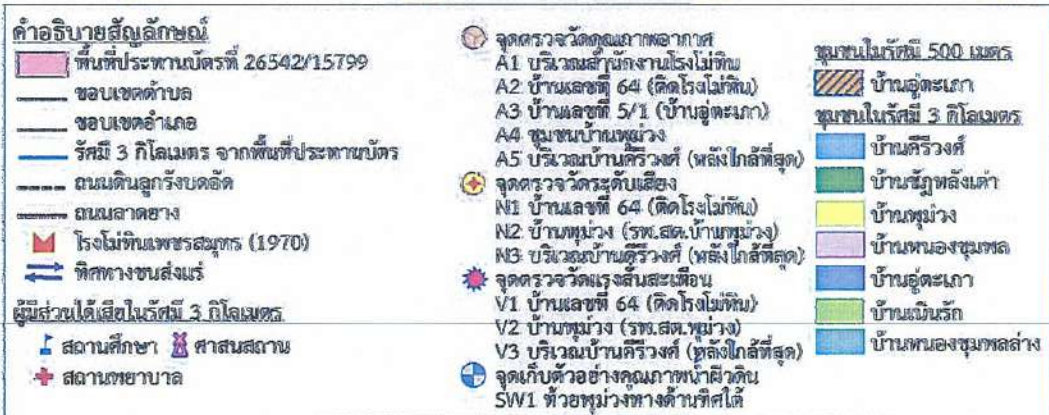 คำอธิบายสัญลักษณ์
พื้นที่ประทานบัตรที่ 26542/15799
ขอบเขตตำบล
ขอบเขตอำเภอ
รัศมี 3 กิโลเมตร จากพื้นที่ประทานบัตร
ถนนดินลูกรังบดอัด
ถนนลาดยาง
โรงโม่หินเพชรสมุทร (1970)
ทิศทางขนส่งแร่
ผู้มีส่วนได้เสียในรัศมี 3 กิโลเมตร
สถานศึกษา
ศาสนสถาน
สถานพยาบาล
จุดตรวจวัดคุณภาพอากาศ
A1 บริเวณสำนักงานโรงโม่หิน
A2 บ้านเลขที่ 64 (ติดโรงโม่หิน)
A3 บ้านเลขที่ 5/1 (บ้านอู่ตะเภา)
A4 ชุมชนบ้านพุม่วง
A5 บริเวณบ้านคีรีวงศ์ (หลังใกล้ที่สุด)
จุดตรวจวัดระดับเสียง
N1 บ้านเลขที่ 64 (ติดโรงโม่หิน)
N2 บ้านพุม่วง (รพ.สต.บ้านพุม่วง)
N3 บริเวณบ้านคีรีวงศ์ (หลังใกล้ที่สุด)
จุดตรวจวัดแรงสั่นสะเทือน
V1 บ้านเลขที่ 64 (ติดโรงโม่หิน)
V2 บ้านพุม่วง (รพ.สต.พุม่วง)
V3 บริเวณบ้านคีรีวงศ์ (หลังใกล้ที่สุด)
จุดเก็บตัวอย่างคุณภาพน้ำผิวดิน
SW1 ห้วยพุม่วงทางด้านทิศใต้
ชุมชนในรัศมี 500 เมตร
บ้านอู่ตะเภา
ชุมชนในรัศมี 3 กิโลเมตร
บ้านคีรีวงศ์
บ้านชัฏหลังเต่า
บ้านพุม่วง
บ้านหนองชุมพล
บ้านอู่ตะเภา
บ้านเนินรัก
บ้านหนองชุมพลล่าง